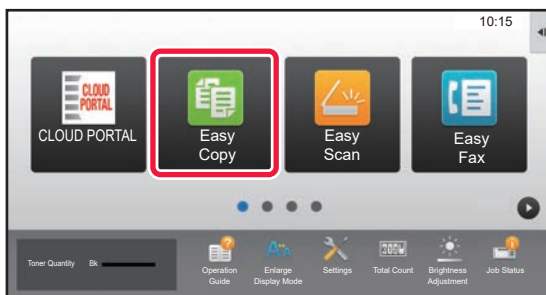 10:15
CLOUD
PORTAL
CLOUD PORTAL
Easy
Copy
Easy
Scan
Easy
Fax
Toner Quantity Bk
Operation
Guide
Enlarge
Display Mode
Settings
Total Count
Brightness
Adjustment
Job Status